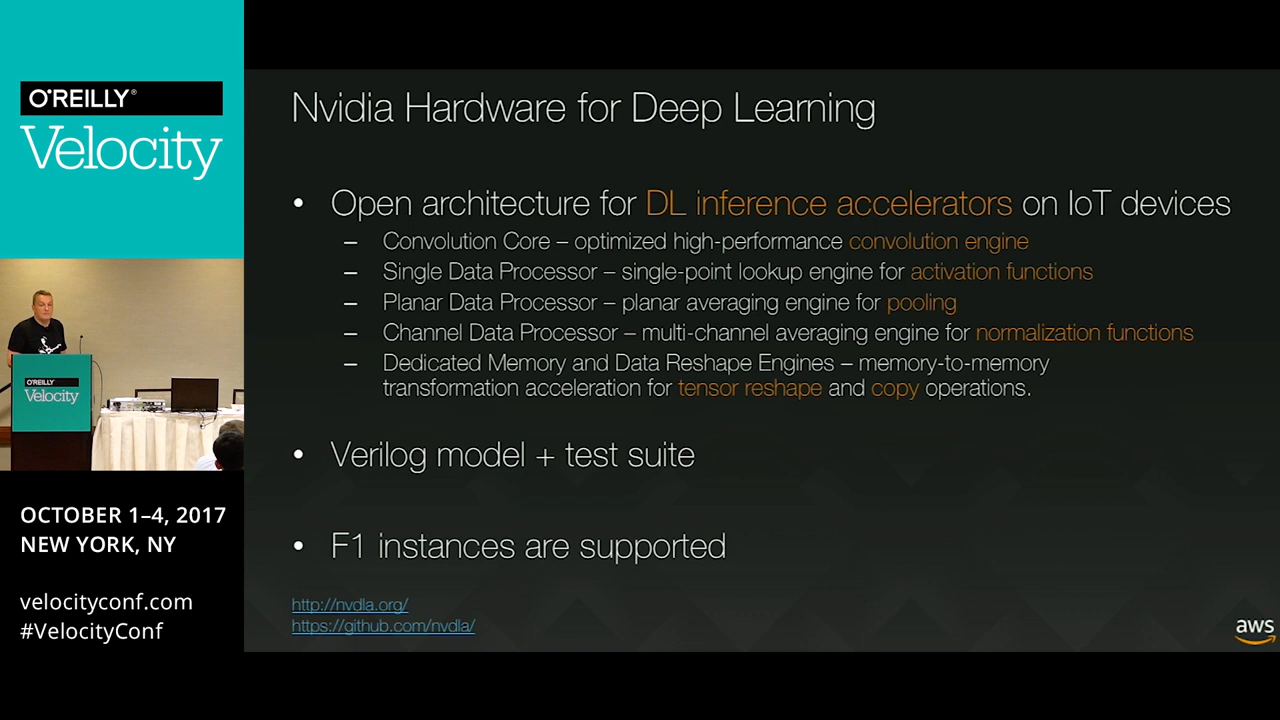 O'REILLY®
Velocity
Nvidia Hardware for Deep Learning
• Open architecture for DL inference accelerators on IoT devices
– Convolution Core – optimized high-performance convolution engine
– Single Data Processor – single-point lookup engine for activation functions
– Planar Data Processor – planar averaging engine for pooling
– Channel Data Processor – multi-channel averaging engine for normalization functions
– Dedicated Memory and Data Reshape Engines – memory-to-memory
transformation acceleration for tensor reshape and copy operations.
• Verilog model + test suite
• F1 instances are supported
http://nvdla.org/
https://github.com/nvdla/
aws
O'REILLY
Velocity
OCTOBER 1–4, 2017
NEW YORK, NY
velocityconf.com
#VelocityConf